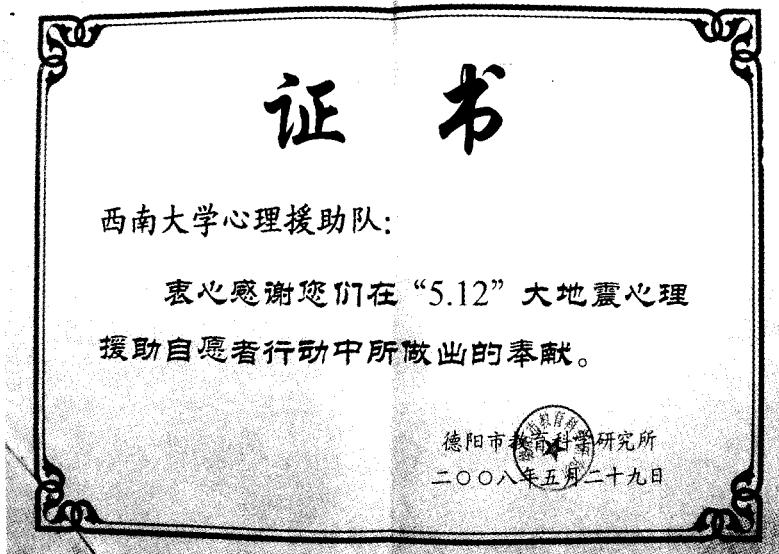 证 书
西南大学心理援助队：
衷心感谢您们在“5.12”大地震心理
援助自愿者行动中所做出的奉献。
德阳市教育科学研究所
二〇〇八年五月二十九日